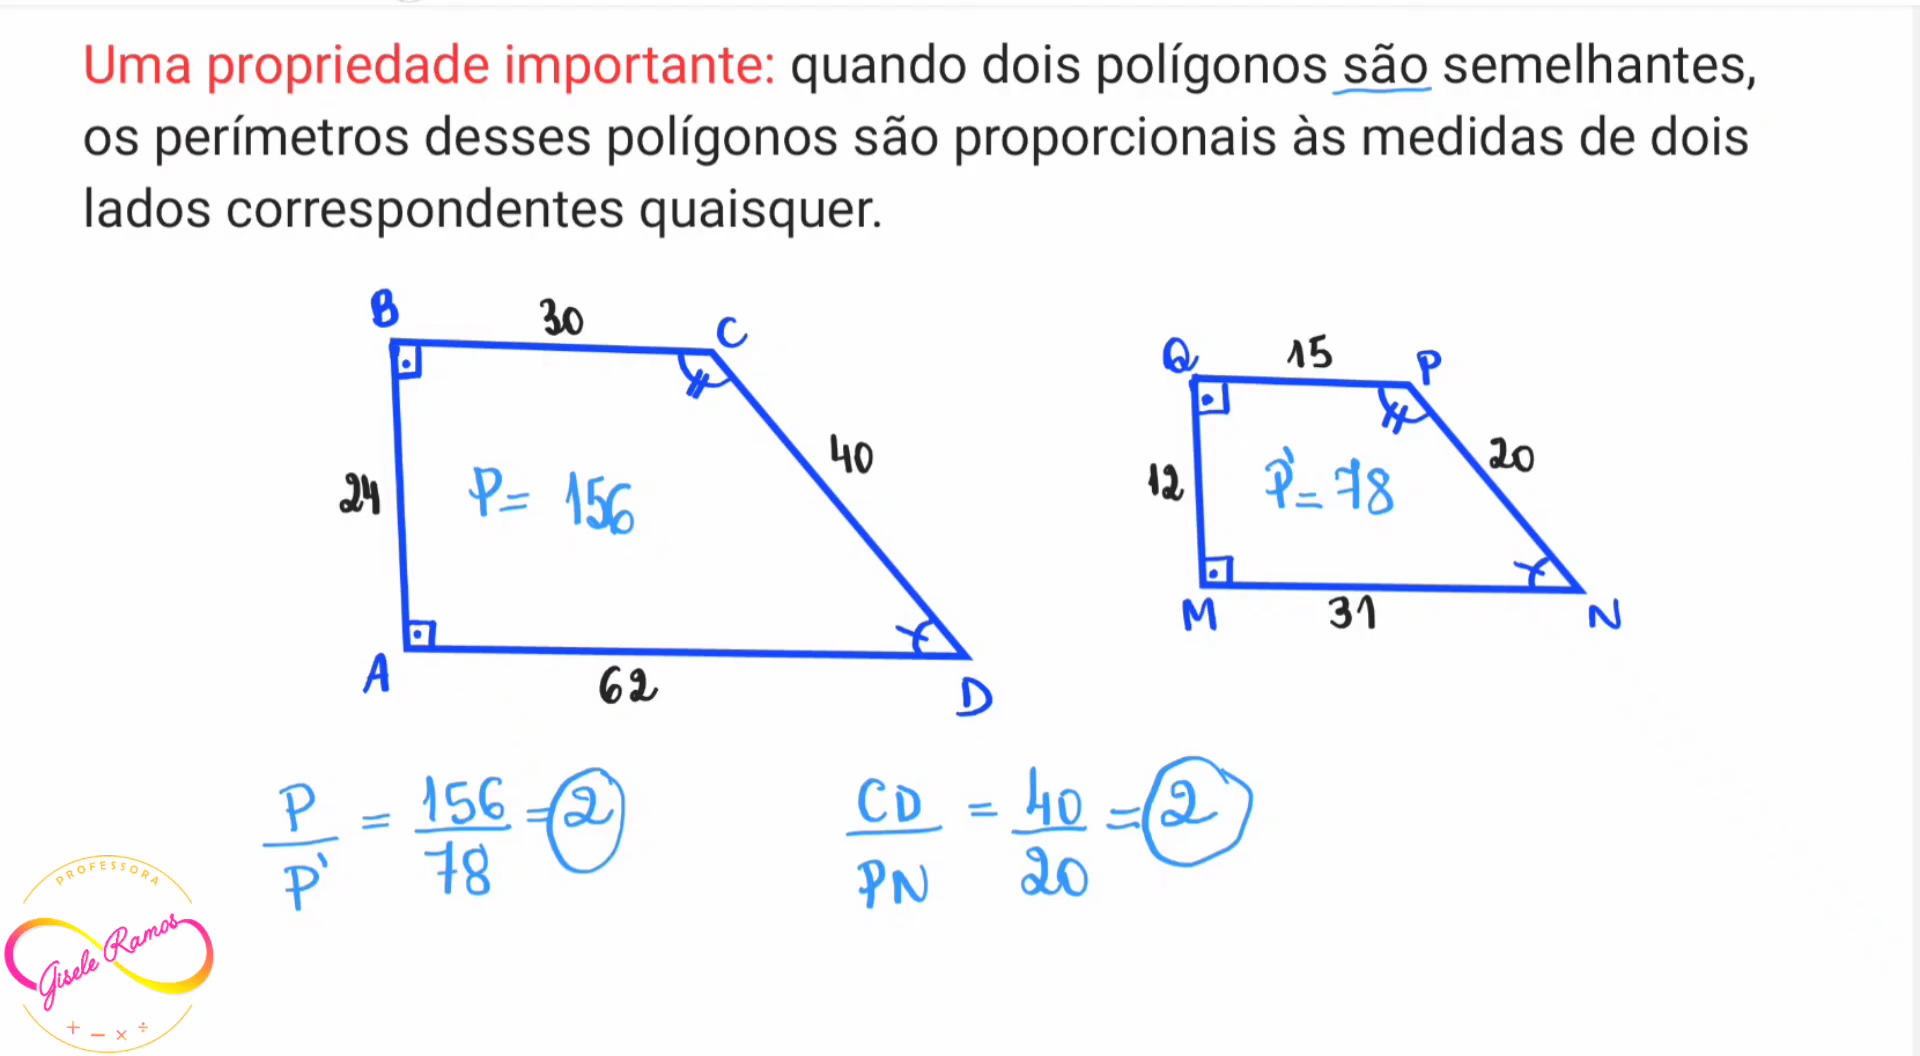 Uma propriedade importante: quando dois polígonos são semelhantes,
os perímetros desses polígonos são proporcionais às medidas de dois
lados correspondentes quaisquer.
B 30 C
24 P = 156 40
A 62 D
Q 15 P
12 P' = 78 20
M 31 N
P/P' = 156/78 = 2
CD/PN = 40/20 = 2
PROFESSORA
Gisele Ramos
+ − × ÷